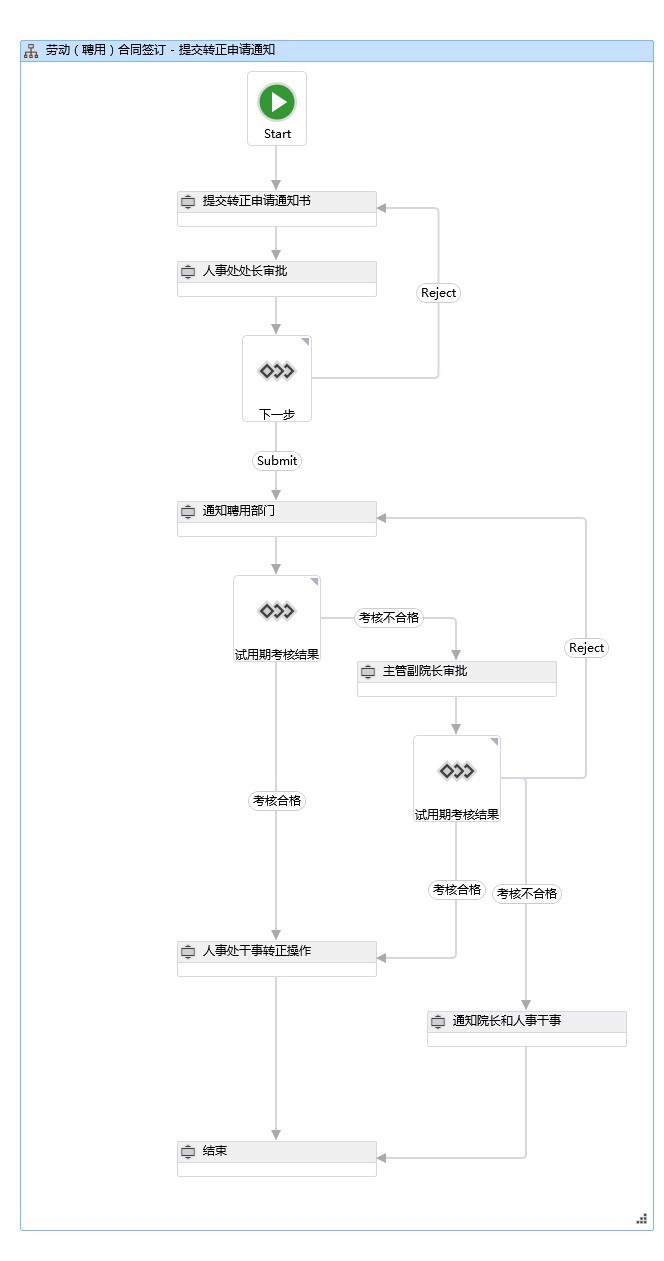 劳动（聘用）合同签订 - 提交转正申请通知
Start
提交转正申请通知书
人事处处长审批
Reject
下一步
Submit
通知聘用部门
考核不合格
试用期考核结果
Reject
主管副院长审批
考核合格
试用期考核结果
考核合格
考核不合格
人事处干事转正操作
通知院长和人事干事
结束